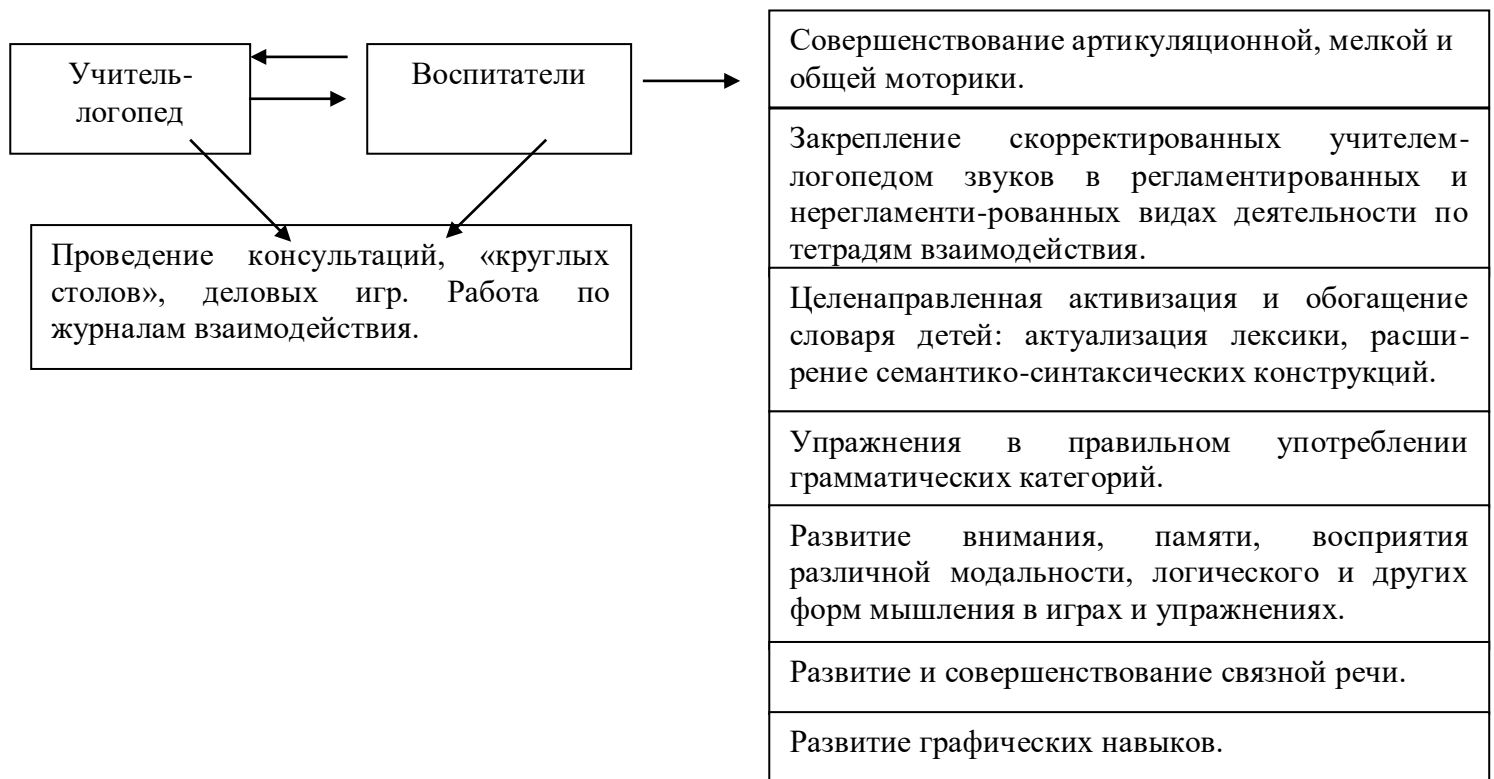 Учитель-
логопед
Воспитатели
Проведение консультаций, «круглых
столов», деловых игр. Работа по
журналам взаимодействия.
Совершенствование артикуляционной, мелкой и
общей моторики.
Закрепление скорректированных учителем-
логопедом звуков в регламентированных и
нерегламенти-рованных видах деятельности по
тетрадям взаимодействия.
Целенаправленная активизация и обогащение
словаря детей: актуализация лексики, расши-
рение семантико-синтаксических конструкций.
Упражнения в правильном употреблении
грамматических категорий.
Развитие внимания, памяти, восприятия
различной модальности, логического и других
форм мышления в играх и упражнениях.
Развитие и совершенствование связной речи.
Развитие графических навыков.